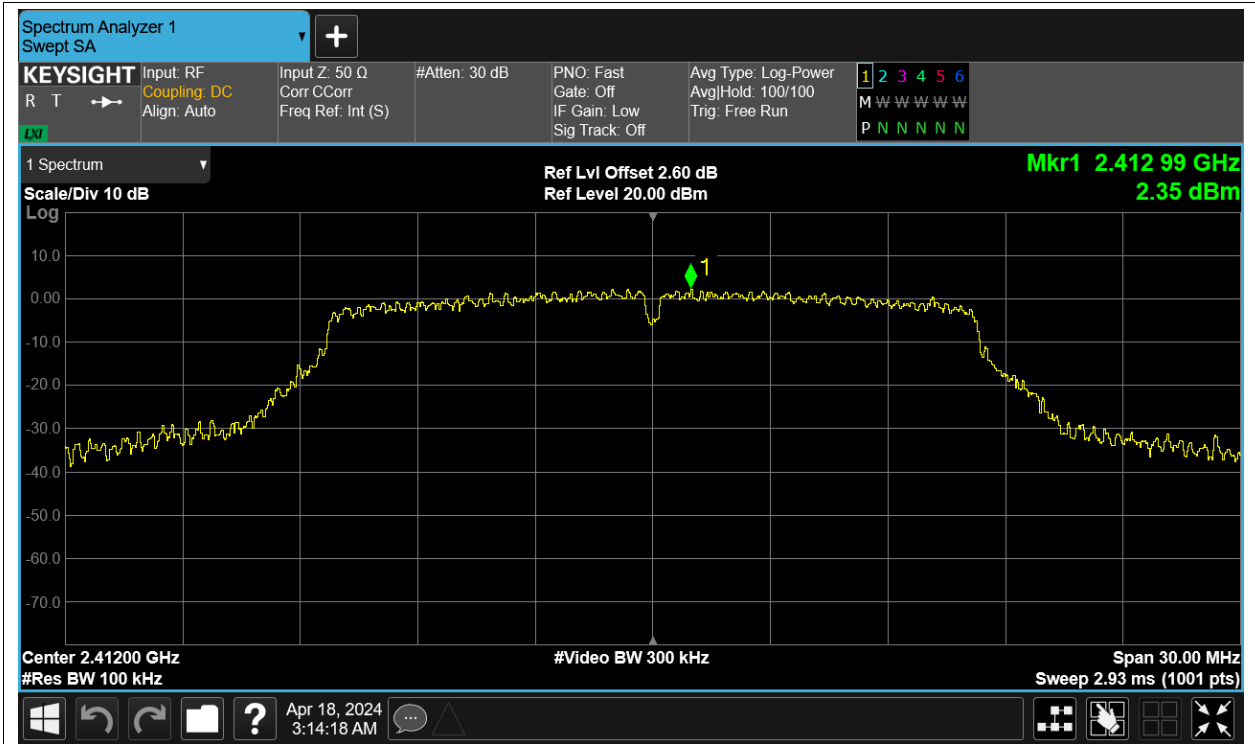 Spectrum Analyzer 1
Swept SA
KEYSIGHT
R T
LXI
Input: RF
Coupling: DC
Align: Auto
Input Z: 50 Ω
Corr CCorr
Freq Ref: Int (S)
#Atten: 30 dB
PNO: Fast
Gate: Off
IF Gain: Low
Sig Track: Off
Avg Type: Log-Power
Avg|Hold: 100/100
Trig: Free Run
1 2 3 4 5 6
M W W W W W
P N N N N N
1 Spectrum
Scale/Div 10 dB
Log
Ref Lvl Offset 2.60 dB
Ref Level 20.00 dBm
Mkr1 2.412 99 GHz
2.35 dBm
1
10.0
0.00
-10.0
-20.0
-30.0
-40.0
-50.0
-60.0
-70.0
Center 2.41200 GHz
#Res BW 100 kHz
#Video BW 300 kHz
Span 30.00 MHz
Sweep 2.93 ms (1001 pts)
?
Apr 18, 2024
3:14:18 AM